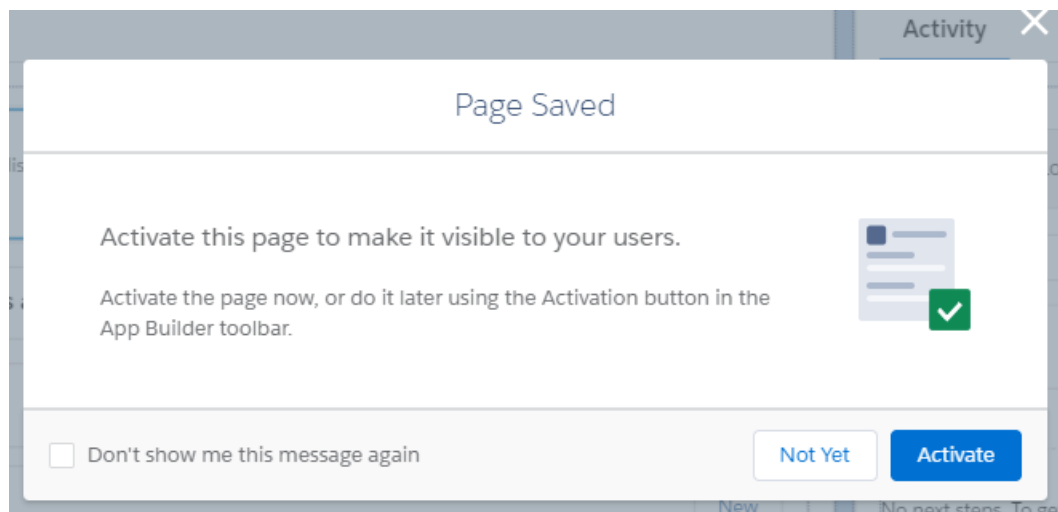 Activity
Page Saved
Activate this page to make it visible to your users.
Activate the page now, or do it later using the Activation button in the
App Builder toolbar.
Don't show me this message again
Not Yet
Activate
New
No next steps. To ge